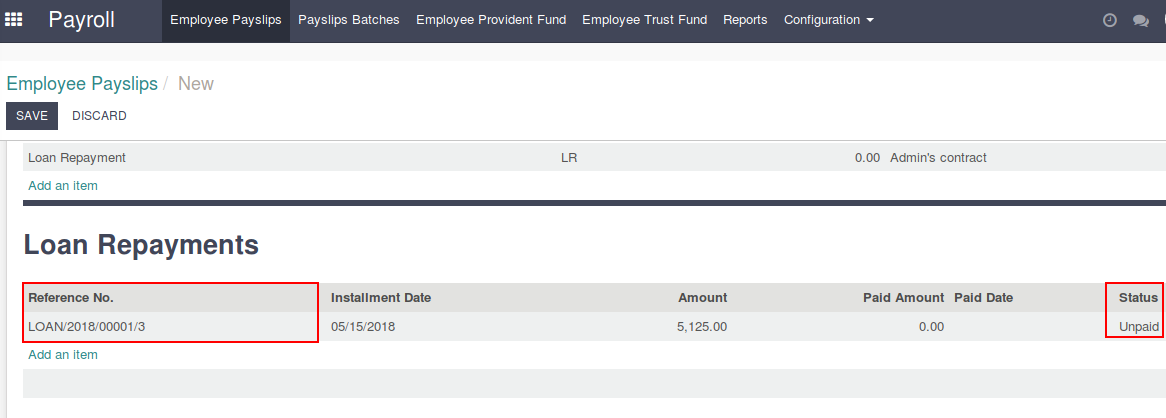 Payroll Employee Payslips Payslips Batches Employee Provident Fund Employee Trust Fund Reports Configuration
Employee Payslips / New
SAVE DISCARD
Loan Repayment LR 0.00 Admin's contract
Add an item
Loan Repayments
Reference No. Installment Date Amount Paid Amount Paid Date Status
LOAN/2018/00001/3 05/15/2018 5,125.00 0.00 Unpaid
Add an item